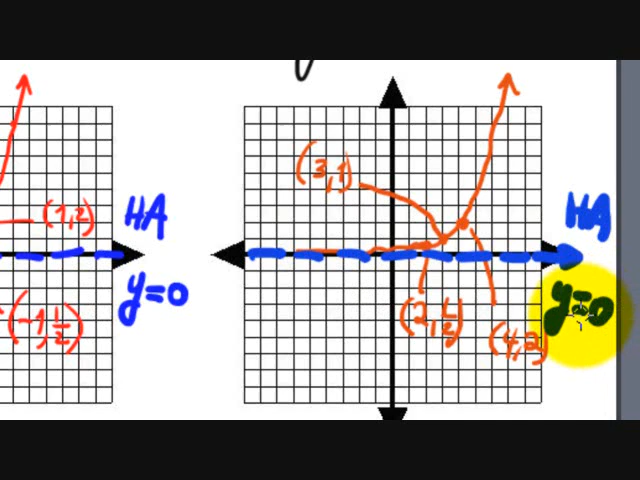 (1,2)
HA
y=0
(-1,1/2)
(3,1)
(2,1/2)
(4,2)
HA
y=0